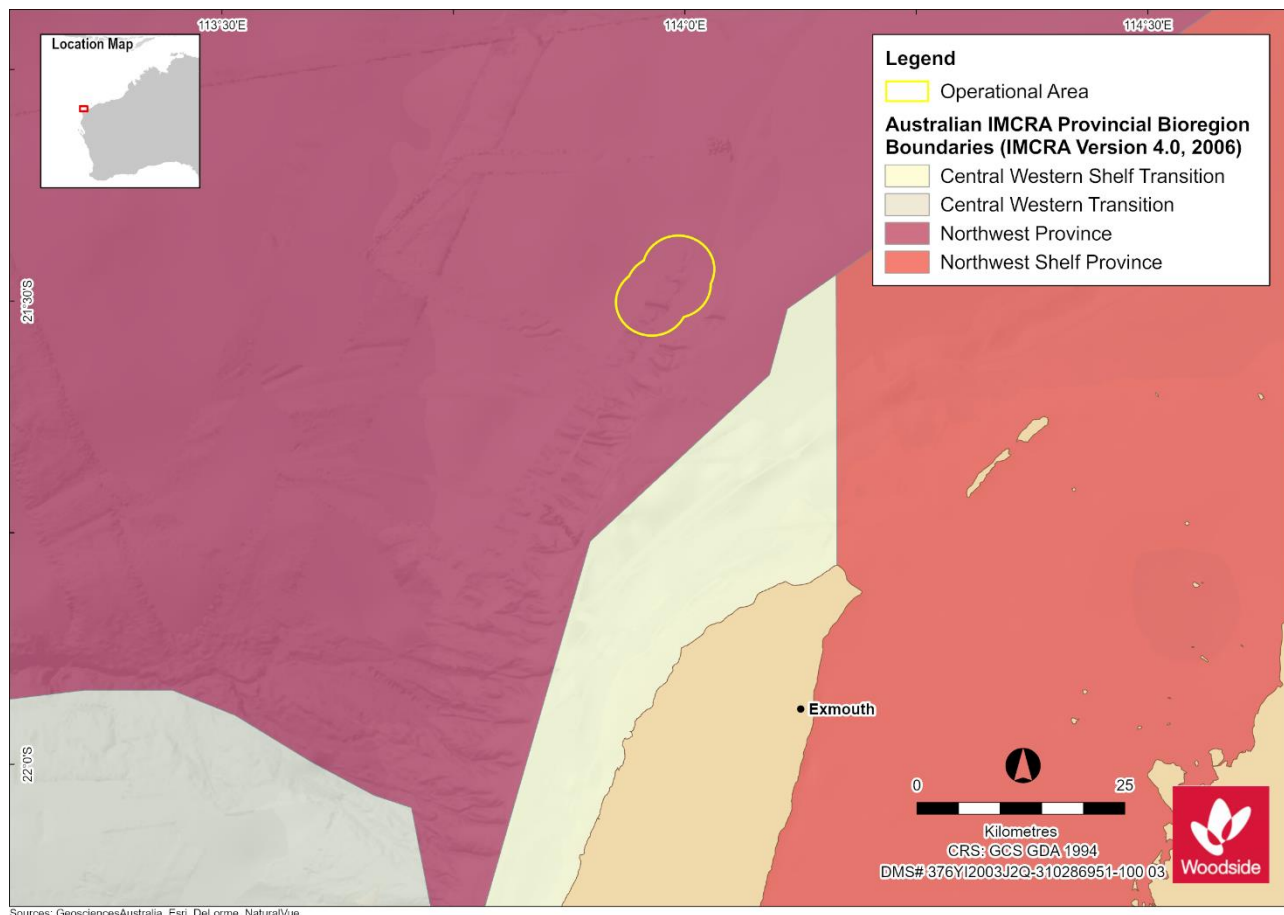 113°30'E
114°0'E
114°30'E
Location Map
Legend
Operational Area
Australian IMCRA Provincial Bioregion
Boundaries (IMCRA Version 4.0, 2006)
Central Western Shelf Transition
Central Western Transition
Northwest Province
Northwest Shelf Province
21°30'S
Exmouth
22°0'S
0 25
Kilometres
CRS: GCS GDA 1994
DMS# 376YI2003J2Q-310286951-100 03
Woodside
Sources: GeosciencesAustralia, Esri, DeLorme, NaturalVue